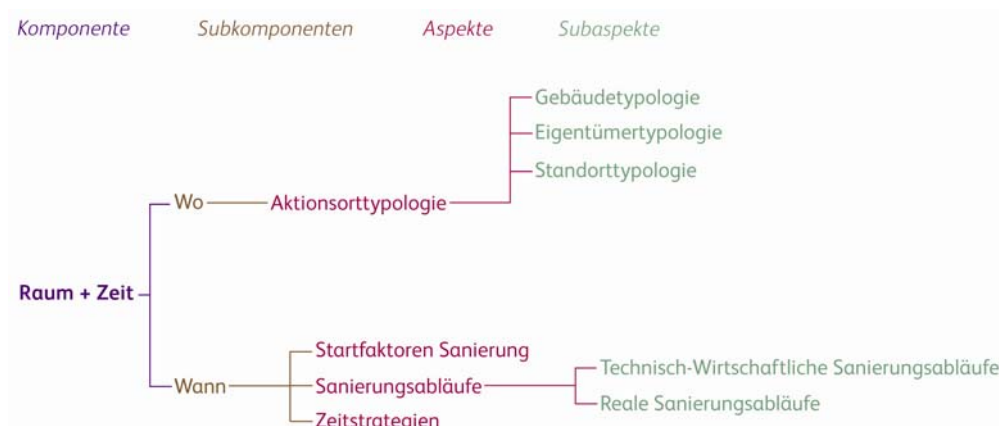 Komponente Subkomponenten Aspekte Subaspekte
Gebäudetypologie
Eigentümertypologie
Standorttypologie
Wo Aktionsorttypologie
Raum + Zeit
Startfaktoren Sanierung
Technisch-Wirtschaftliche Sanierungsabläufe
Wann Sanierungsabläufe
Reale Sanierungsabläufe
Zeitstrategien